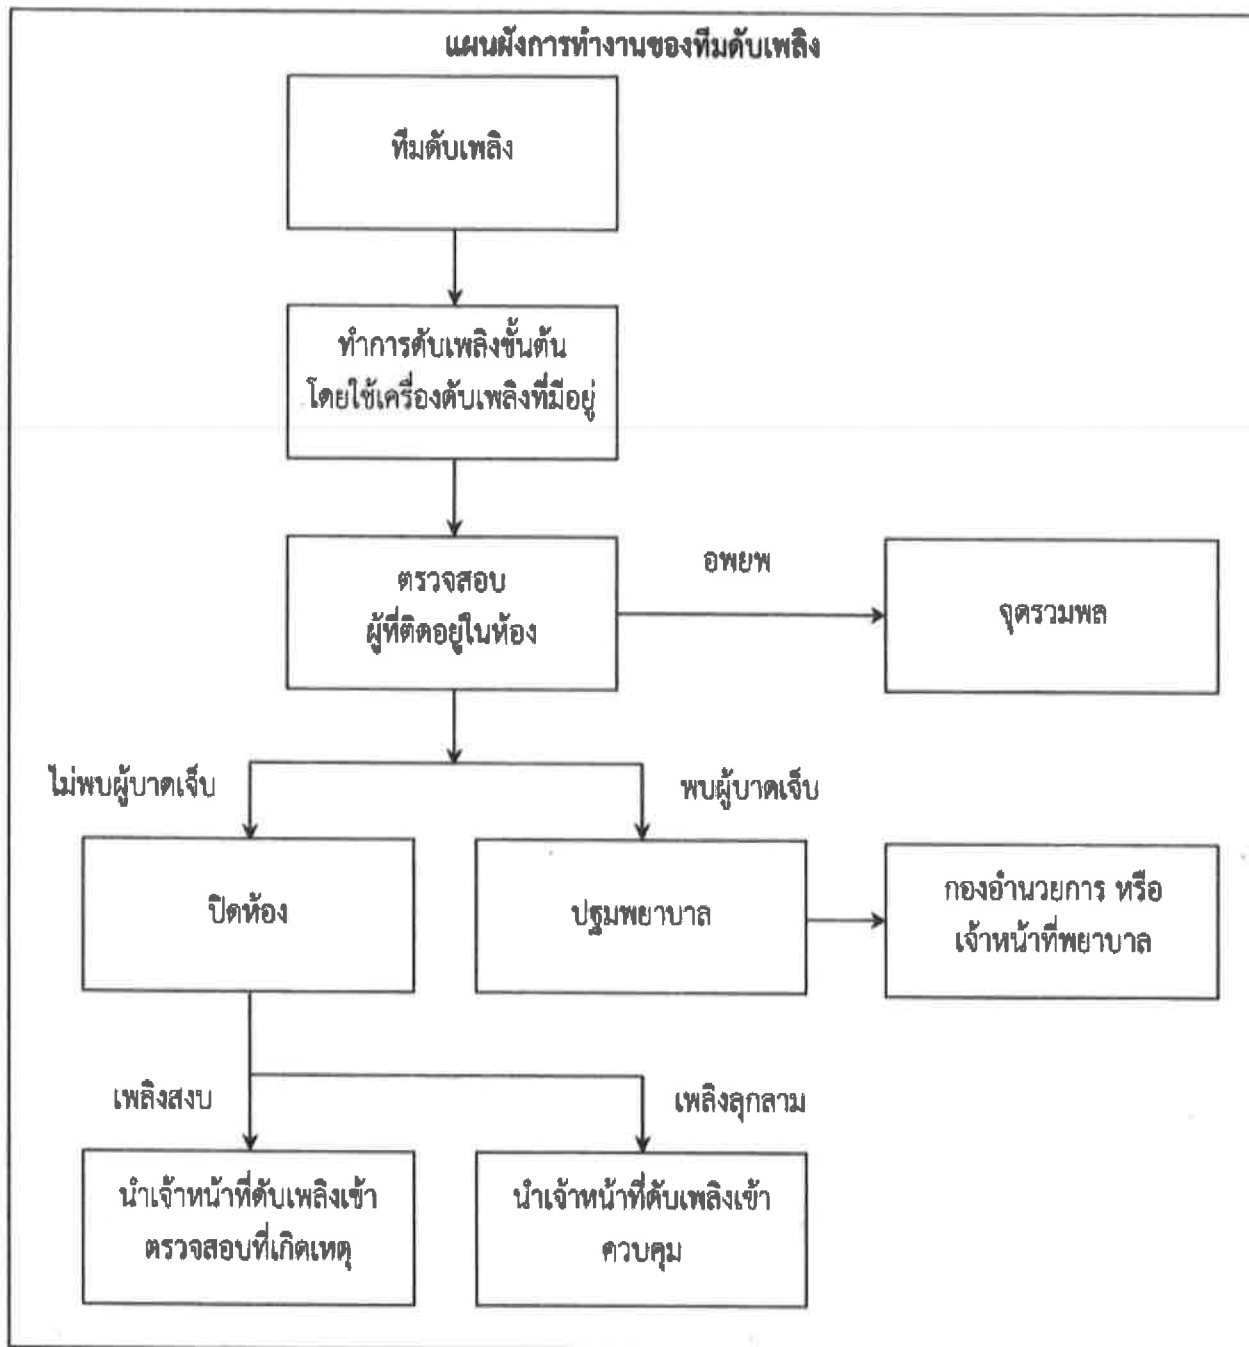 แผนผังการทำงานของทีมดับเพลิง
ทีมดับเพลิง
ทำการดับเพลิงขั้นต้น
โดยใช้เครื่องดับเพลิงที่มีอยู่
ตรวจสอบ
ผู้ที่ติดอยู่ในห้อง
อพยพ
จุดรวมพล
ไม่พบผู้บาดเจ็บ
พบผู้บาดเจ็บ
ปิดห้อง
ปฐมพยาบาล
กองอำนวยการ หรือ
เจ้าหน้าที่พยาบาล
เพลิงสงบ
เพลิงลุกลาม
นำเจ้าหน้าที่ดับเพลิงเข้า
ตรวจสอบที่เกิดเหตุ
นำเจ้าหน้าที่ดับเพลิงเข้า
ควบคุม